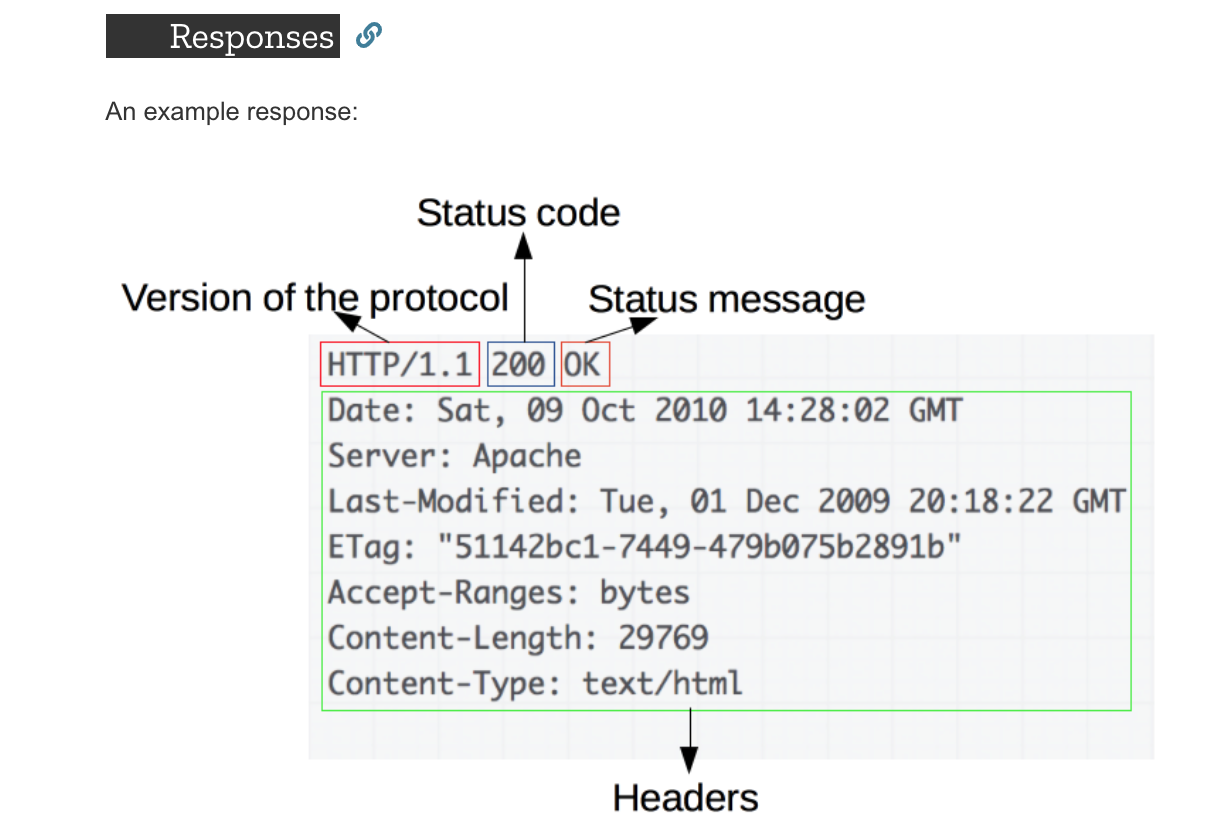 Responses
An example response:
Status code
Version of the protocol
Status message
HTTP/1.1 200 OK
Date: Sat, 09 Oct 2010 14:28:02 GMT
Server: Apache
Last-Modified: Tue, 01 Dec 2009 20:18:22 GMT
ETag: "51142bc1-7449-479b075b2891b"
Accept-Ranges: bytes
Content-Length: 29769
Content-Type: text/html
Headers